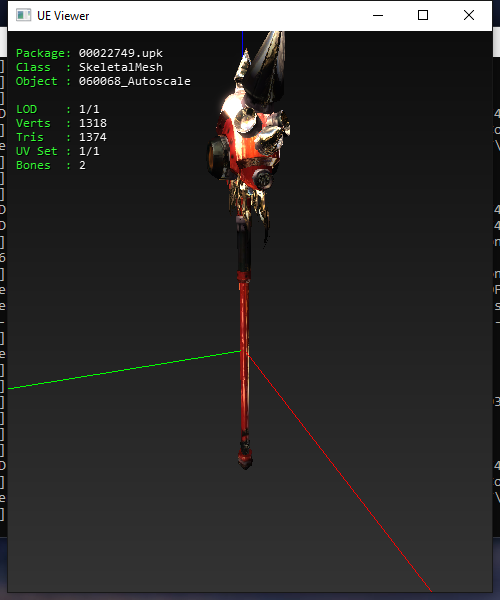 UE Viewer
Package: 00022749.upk
Class  : SkeletalMesh
Object : 060068_Autoscale
LOD    : 1/1
Verts  : 1318
Tris   : 1374
UV Set : 1/1
Bones  : 2